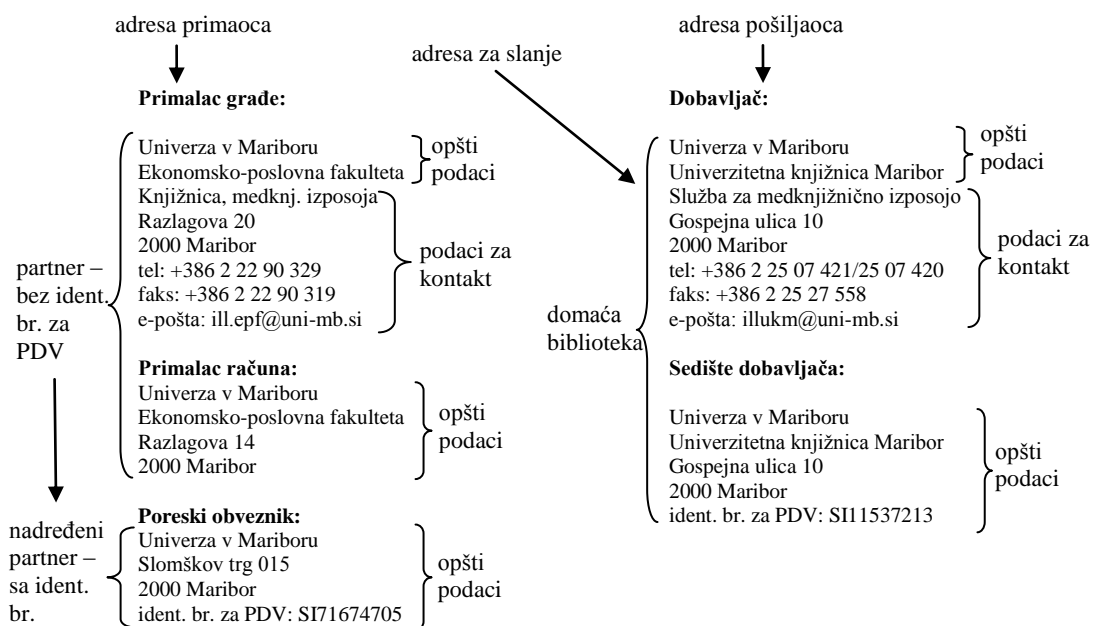 adresa primaoca
adresa za slanje
adresa pošiljaoca
Primalac građe:
Univerza v Mariboru
Ekonomsko-poslovna fakulteta
Knjižnica, medknj. izposoja
Razlagova 20
2000 Maribor
tel: +386 2 22 90 329
faks: +386 2 22 90 319
e-pošta: ill.epf@uni-mb.si
opšti
podaci
podaci za
kontakt
partner –
bez ident.
br. za
PDV
Primalac računa:
Univerza v Mariboru
Ekonomsko-poslovna fakulteta
Razlagova 14
2000 Maribor
opšti
podaci
nadređeni
partner –
sa ident.
br.
Poreski obveznik:
Univerza v Mariboru
Slomškov trg 015
2000 Maribor
ident. br. za PDV: SI71674705
opšti
podaci
Dobavljač:
Univerza v Mariboru
Univerzitetna knjižnica Maribor
Služba za medknjižnično izposojo
Gospejna ulica 10
2000 Maribor
tel: +386 2 25 07 421/25 07 420
faks: +386 2 25 27 558
e-pošta: illukm@uni-mb.si
opšti
podaci
podaci za
kontakt
domaća
biblioteka
Sedište dobavljača:
Univerza v Mariboru
Univerzitetna knjižnica Maribor
Gospejna ulica 10
2000 Maribor
ident. br. za PDV: SI11537213
opšti
podaci